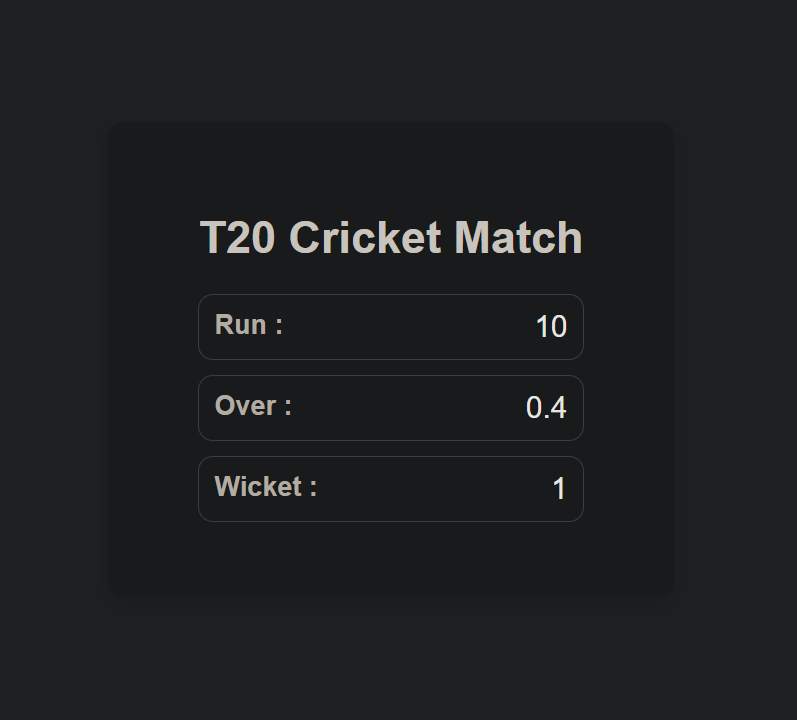 T20 Cricket Match
Run : 10
Over : 0.4
Wicket : 1